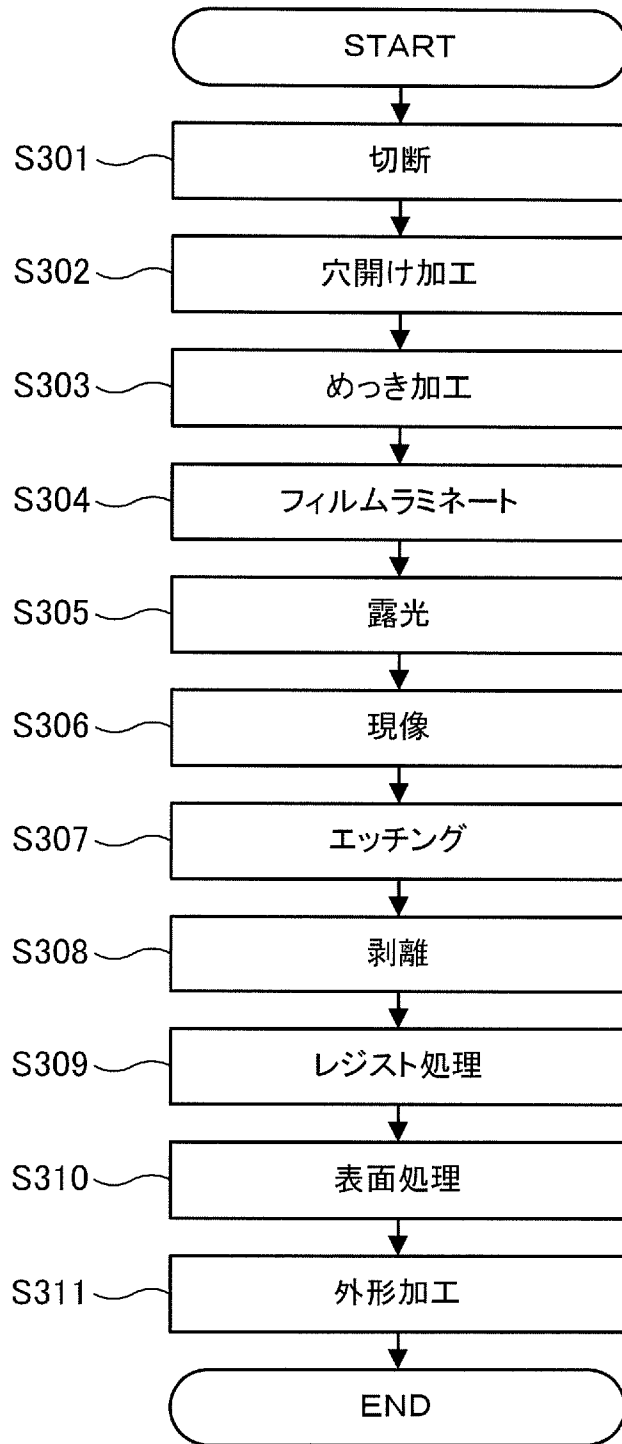 START
S301 切断
S302 穴開け加工
S303 めっき加工
S304 フィルムラミネート
S305 露光
S306 現像
S307 エッチング
S308 剥離
S309 レジスト処理
S310 表面処理
S311 外形加工
END